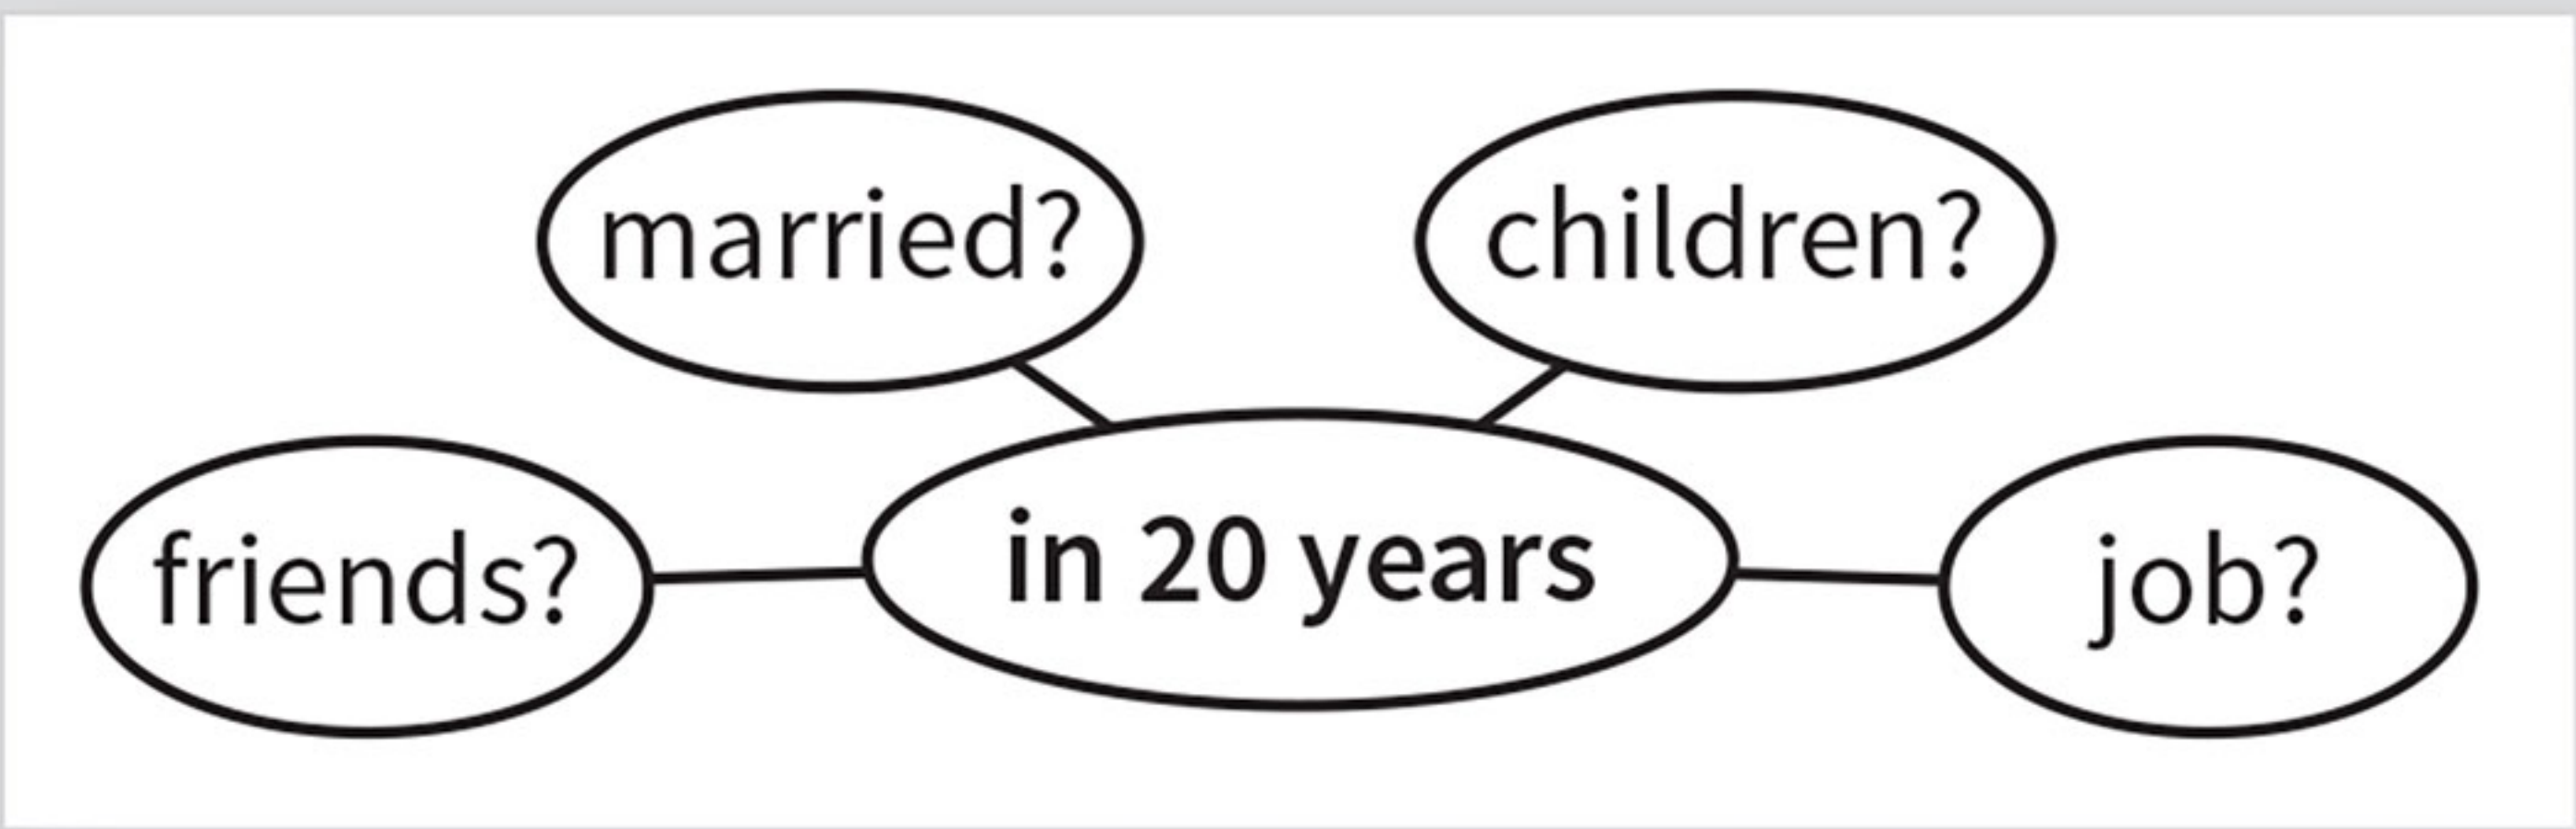 married?
children?
friends?
in 20 years
job?